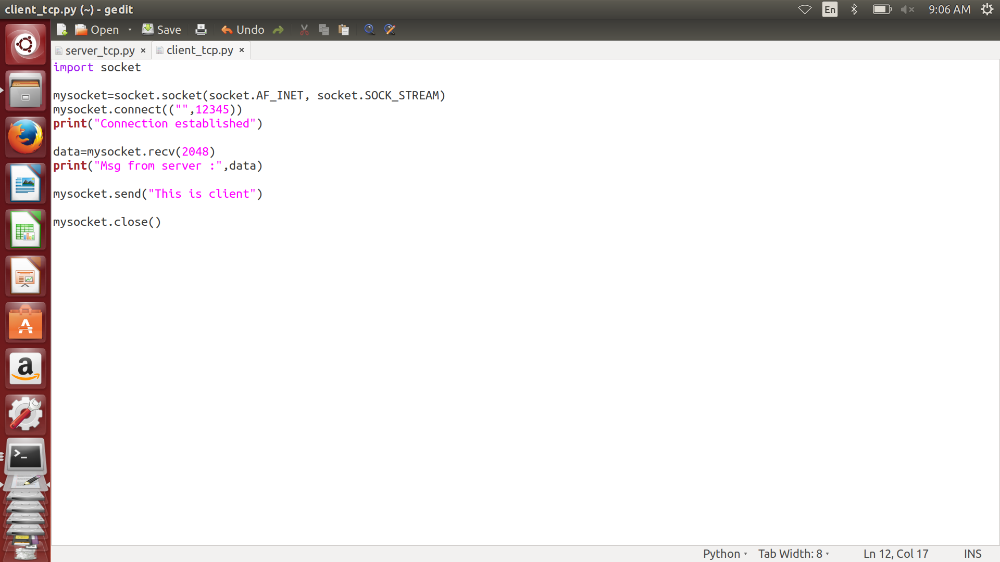 client_tcp.py (~) - gedit
En
9:06 AM
Open
Save
Undo
server_tcp.py ×
client_tcp.py ×
import socket
mysocket=socket.socket(socket.AF_INET, socket.SOCK_STREAM)
mysocket.connect(("",12345))
print("Connection established")
data=mysocket.recv(2048)
print("Msg from server :",data)
mysocket.send("This is client")
mysocket.close()
Python
Tab Width: 8
Ln 12, Col 17
INS